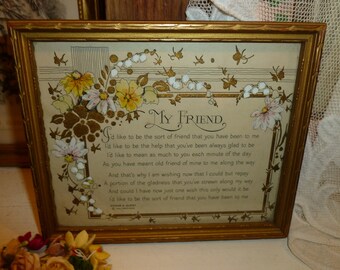 My Friend
I'd like to be the sort of friend that you have been to me
I'd like to be the help that you've been always glad to be
I'd like to mean as much to you each minute of the day
As you have meant old friend of mine to me along the way
And that's why I am wishing now that I could but repay
A portion of the gladness that you've strewn along my way
And could I have now just one wish this only would it be
I'd like to be the sort of friend that you have been to me